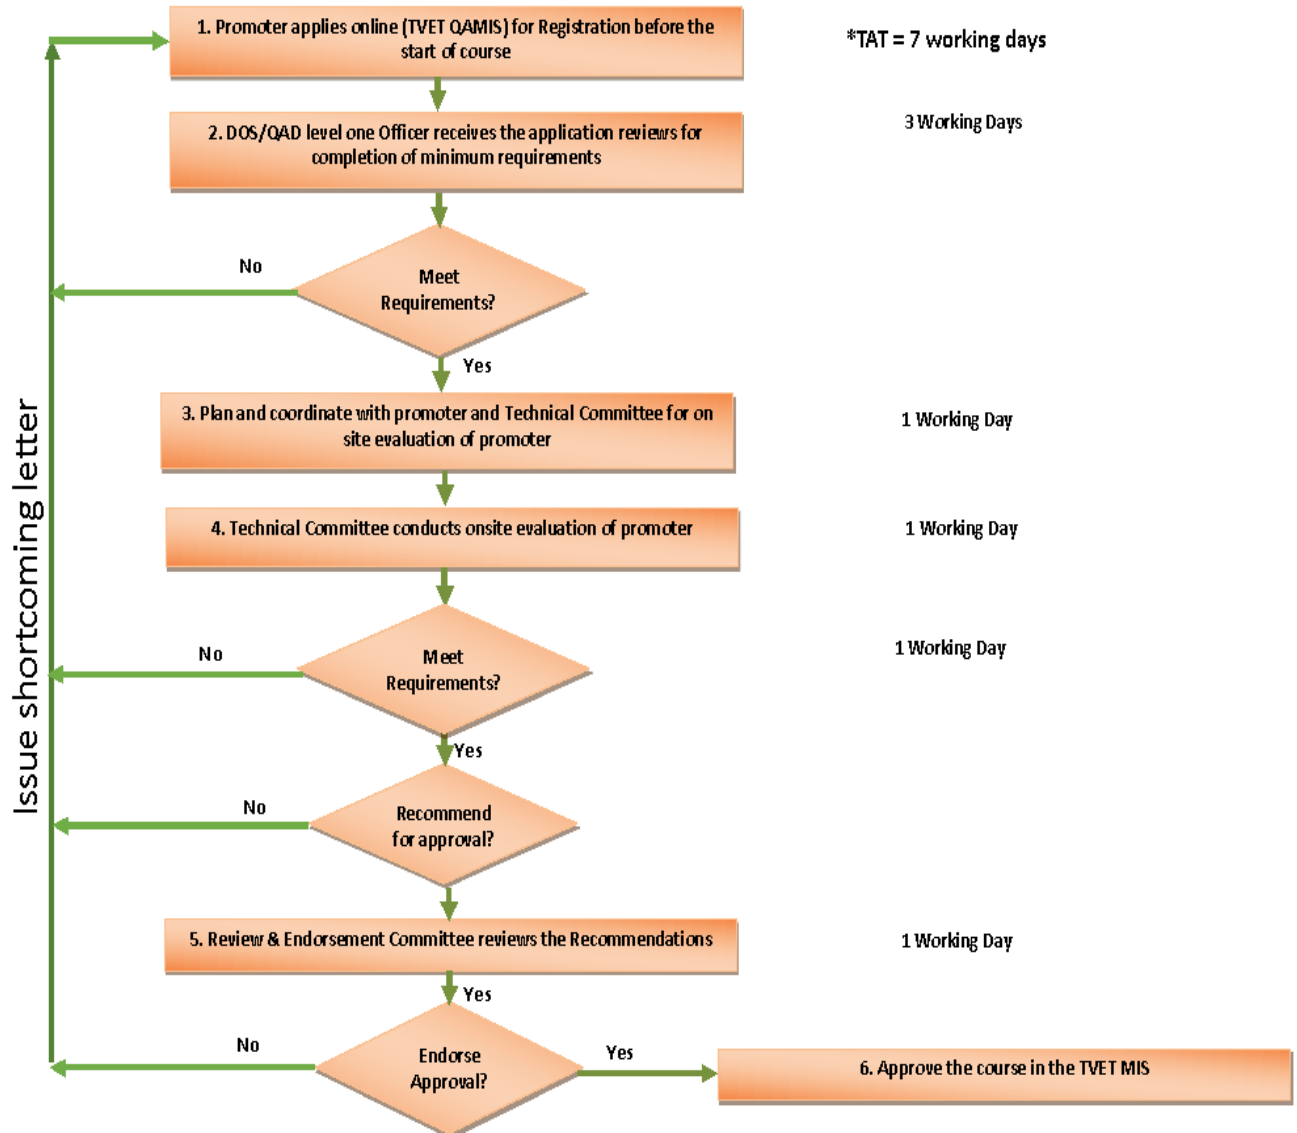 1. Promoter applies online (TVET QAMIS) for Registration before the
start of course
*TAT = 7 working days
2. DOS/QAD level one Officer receives the application reviews for
completion of minimum requirements
3 Working Days
No
Meet
Requirements?
Yes
3. Plan and coordinate with promoter and Technical Committee for on
site evaluation of promoter
1 Working Day
Issue shortcoming letter
4. Technical Committee conducts onsite evaluation of promoter
1 Working Day
No
Meet
Requirements?
1 Working Day
Yes
No
Recommend
for approval?
5. Review & Endorsement Committee reviews the Recommendations
1 Working Day
Yes
No
Endorse
Approval?
Yes
6. Approve the course in the TVET MIS